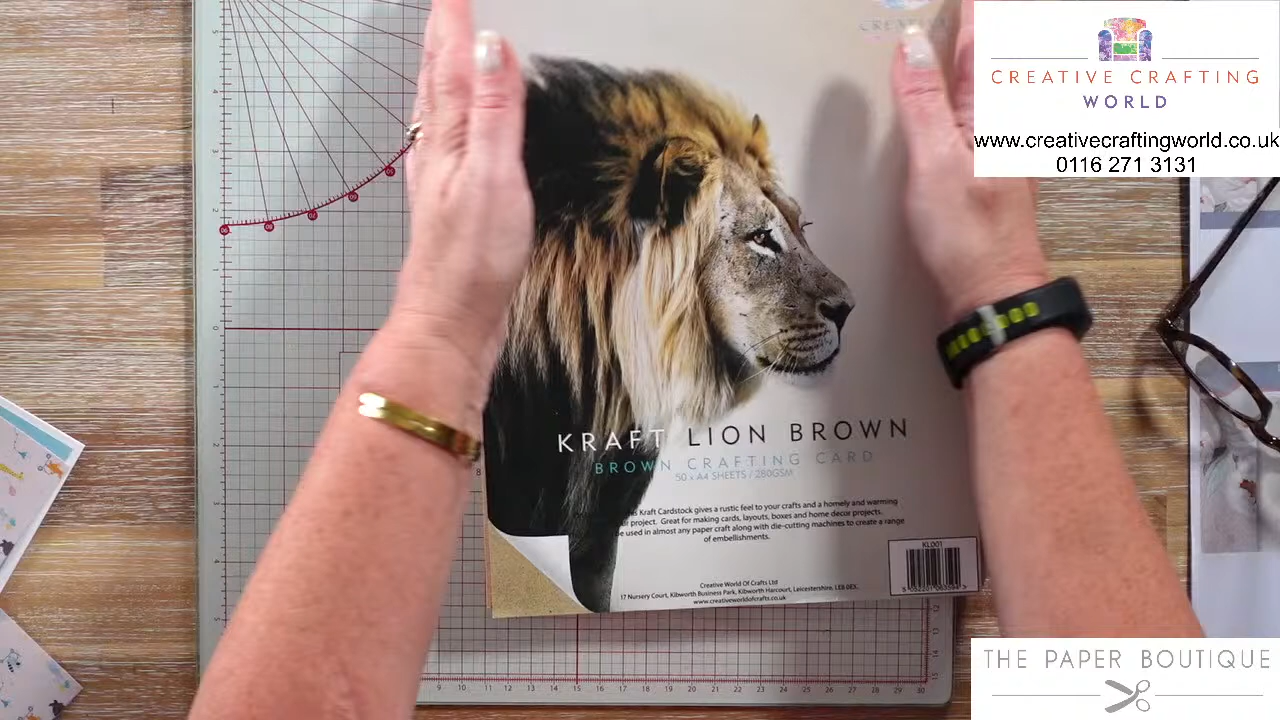 CREATIVE CRAFTING
WORLD
www.creativecraftingworld.co.uk
0116 271 3131
KRAFT LION BROWN
BROWN CRAFTING CARD
50 x A4 SHEETS / 280GSM
Kraft Cardstock gives a rustic feel to your crafts and a homely and warming
project. Great for making cards, layouts, boxes and home decor projects.
be used in almost any paper craft along with die-cutting machines to create a range
of embellishments.
KL001
Creative World Of Crafts Ltd
17 Nursery Court, Kibworth Business Park, Kibworth Harcourt, Leicestershire, LE8 0EX.
www.creativeworldofcrafts.co.uk
THE PAPER BOUTIQUE